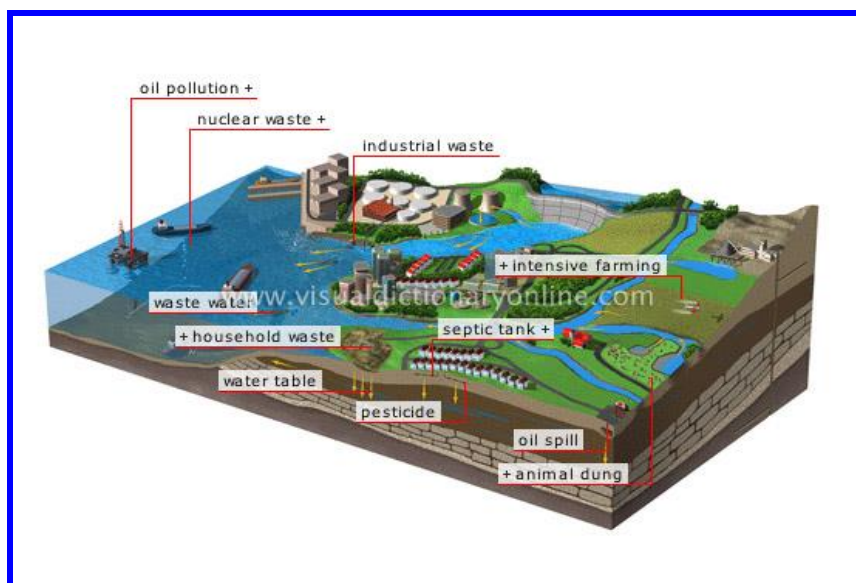 oil pollution +
nuclear waste +
industrial waste
+ intensive farming
www.visualdictionaryonline.com
waste water
+ household waste
septic tank +
water table
pesticide
oil spill
+ animal dung